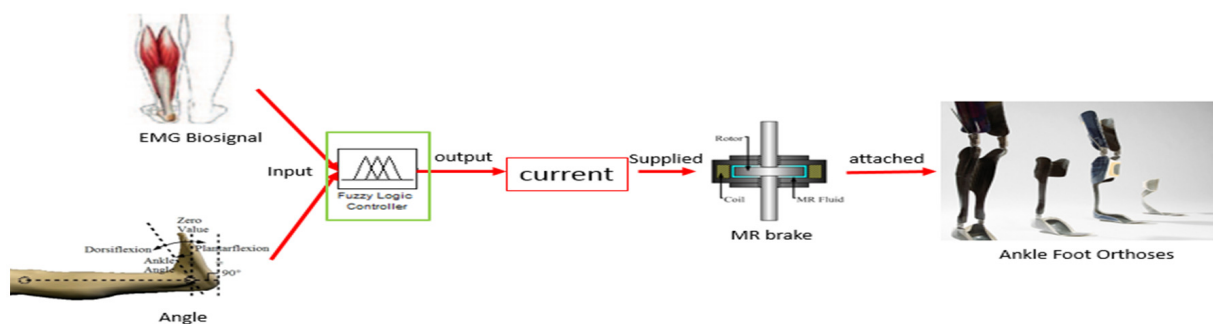 EMG Biosignal
Input
Fuzzy Logic
Controller
output
current
Supplied
Rotor
Coil
MR Fluid
MR brake
attached
Ankle Foot Orthoses
Zero
Value
Dorsiflexion
Plantarflexion
Ankle
Angle
90°
Angle